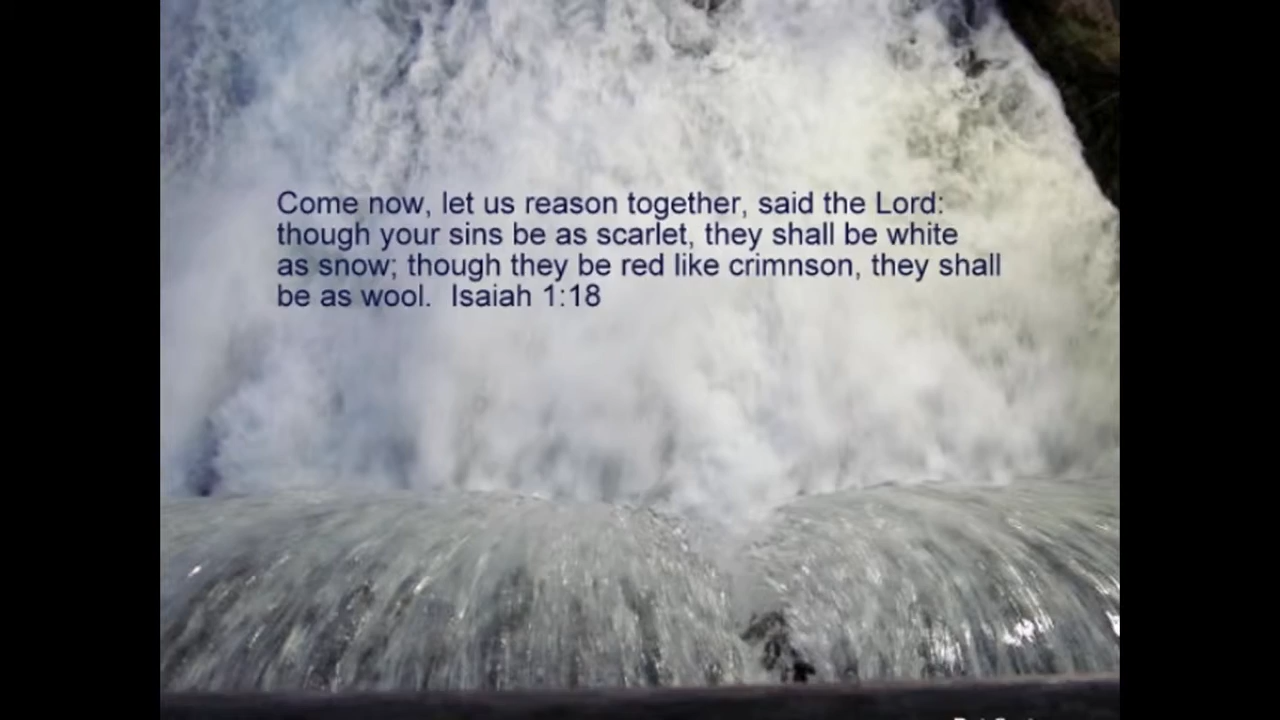 Come now, let us reason together, said the Lord:
though your sins be as scarlet, they shall be white
as snow; though they be red like crimnson, they shall
be as wool.  Isaiah 1:18